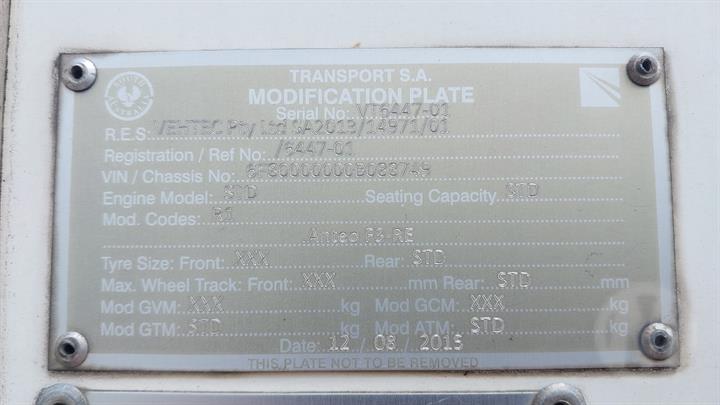 SOUTH AUSTRALIA
TRANSPORT S.A.
MODIFICATION PLATE
Serial No: VT6447-01
R.E.S: VEHTEC Pty Ltd SA2013/14971/01
Registration / Ref No: /6447-01
VIN / Chassis No:
Engine Model: STD Seating Capacity: STD
Mod. Codes: R1
Anteo F3-RE
Tyre Size: Front: XXX Rear: STD
Max. Wheel Track: Front: XXX mm Rear: STD mm
Mod GVM: XXX kg Mod GCM: XXX kg
Mod GTM: STD kg Mod ATM: STD kg
Date: 12 / 08 / 2015
THIS PLATE NOT TO BE REMOVED